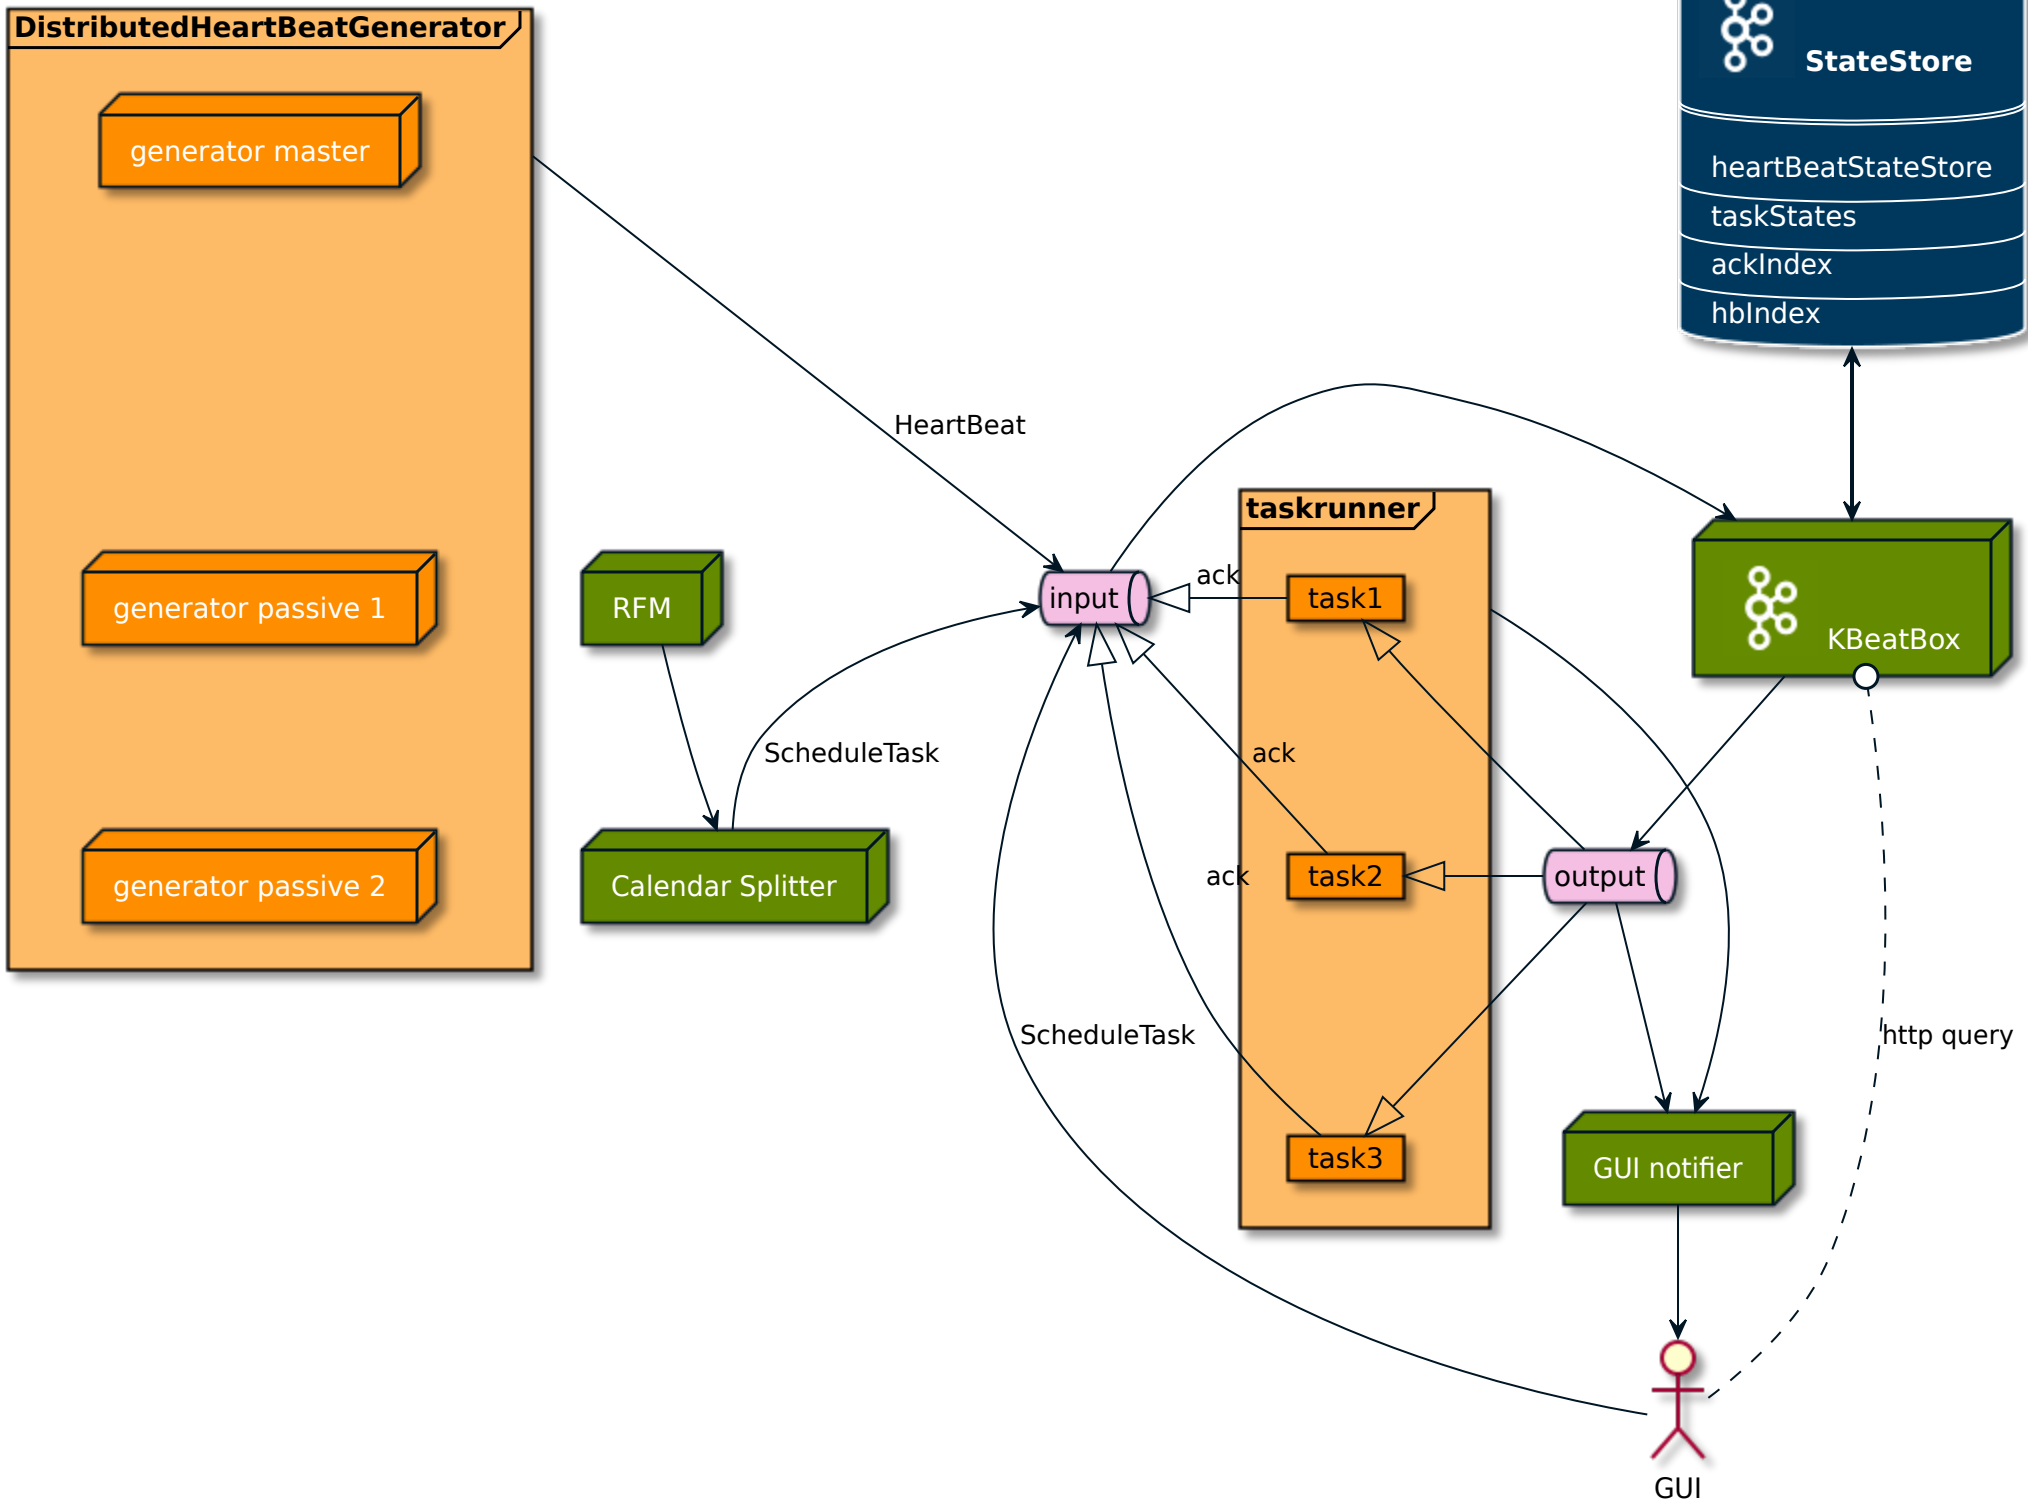 DistributedHeartBeatGenerator
generator master
generator passive 1
generator passive 2
StateStore
heartBeatStateStore
taskStates
ackIndex
hbIndex
HeartBeat
RFM
Calendar Splitter
ScheduleTask
input
taskrunner
ack
task1
ack
task2
ack
task3
KBeatBox
output
ScheduleTask
http query
GUI notifier
GUI